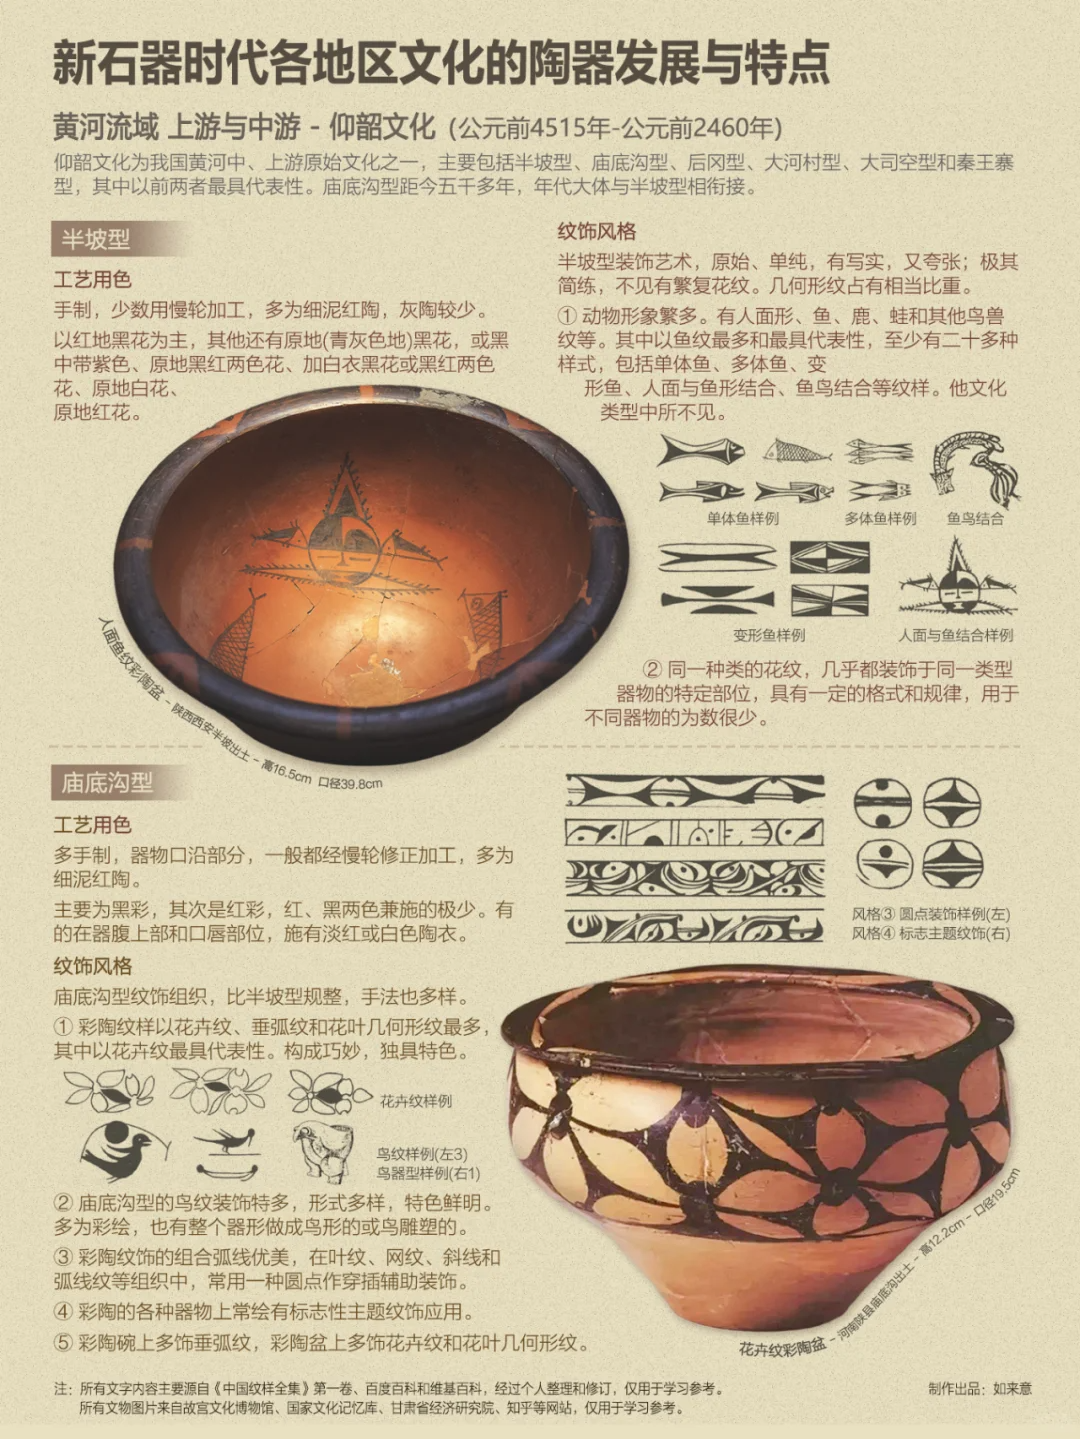 新石器时代各地区文化的陶器发展与特点
黄河流域 上游与中游 - 仰韶文化 (公元前4515年-公元前2460年)
仰韶文化为我国黄河中、上游原始文化之一，主要包括半坡型、庙底沟型、后冈型、大河村型、大司空型和秦王寨
型，其中以前两者最具代表性。庙底沟型距今五千多年，年代大体与半坡型相衔接。
半坡型
工艺用色
手制，少数用慢轮加工，多为细泥红陶，灰陶较少。
以红地黑花为主，其他还有原地(青灰色地)黑花，或黑
中带紫色、原地黑红两色花、加白衣黑花或黑红两色
花、原地白花、
原地红花。
纹饰风格
半坡型装饰艺术，原始、单纯，有写实，又夸张；极其
简练，不见有繁复花纹。几何形纹占有相当比重。
① 动物形象繁多。有人面形、鱼、鹿、蛙和其他鸟兽
纹等。其中以鱼纹最多和最具代表性，至少有二十多种
样式，包括单体鱼、多体鱼、变
形鱼、人面与鱼形结合、鱼鸟结合等纹样。他文化
类型中所不见。
单体鱼样例
多体鱼样例
鱼鸟结合
变形鱼样例
人面与鱼结合样例
② 同一种类的花纹，几乎都装饰于同一类型
器物的特定部位，具有一定的格式和规律，用于
不同器物的为数很少。
人面鱼纹彩陶盆 - 陕西西安半坡出土 - 高16.5cm 口径39.8cm
庙底沟型
工艺用色
多手制，器物口沿部分，一般都经慢轮修正加工，多为
细泥红陶。
主要为黑彩，其次是红彩，红、黑两色兼施的极少。有
的在器腹上部和口唇部位，施有淡红或白色陶衣。
纹饰风格
庙底沟型纹饰组织，比半坡型规整，手法也多样。
① 彩陶纹样以花卉纹、垂弧纹和花叶几何形纹最多，
其中以花卉纹最具代表性。构成巧妙，独具特色。
花卉纹样例
鸟纹样例(左3)
鸟器型样例(右1)
② 庙底沟型的鸟纹装饰特多，形式多样，特色鲜明。
多为彩绘，也有整个器形做成鸟形的或鸟雕塑的。
③ 彩陶纹饰的组合弧线优美，在叶纹、网纹、斜线和
弧线纹等组织中，常用一种圆点作穿插辅助装饰。
④ 彩陶的各种器物上常绘有标志性主题纹饰应用。
⑤ 彩陶碗上多饰垂弧纹，彩陶盆上多饰花卉纹和花叶几何形纹。
风格③ 圆点装饰样例(左)
风格④ 标志主题纹饰(右)
花卉纹彩陶盆 - 河南陕县庙底沟出土 - 高12.2cm - 口径19.5cm
注：所有文字内容主要源自《中国纹样全集》第一卷、百度百科和维基百科，经过个人整理和修订，仅用于学习参考。
所有文物图片来自故宫文化博物馆、国家文化记忆库、甘肃省经济研究院、知乎等网站，仅用于学习参考。
制作出品：如来意